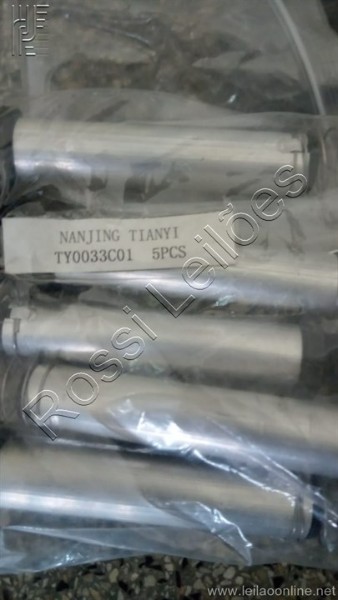 NANJING TIANYI
TY0033C01 5PCS
Rossi Leilões
www.leilaoonline.net